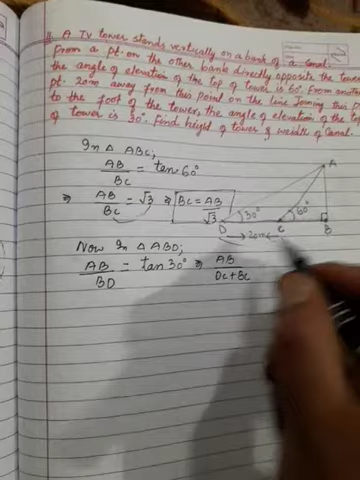 A TV tower stands vertically on a bank of a canal.
From a pt. on the other bank directly opposite the tower
the angle of elevation of the top of tower is 60°. From another
pt. 20m away from this point on the line joining this p
to the foot of the tower, the angle of elevation of the top
of tower is 30°. Find height of tower & width of canal.
In △ ABC;
AB/BC = tan 60°
⇒ AB/BC = √3 ⇒ BC = AB/√3
A
30° 60°
D C B
20m
Now In △ ABD;
AB/BD = tan 30° ⇒ AB/DC+BC